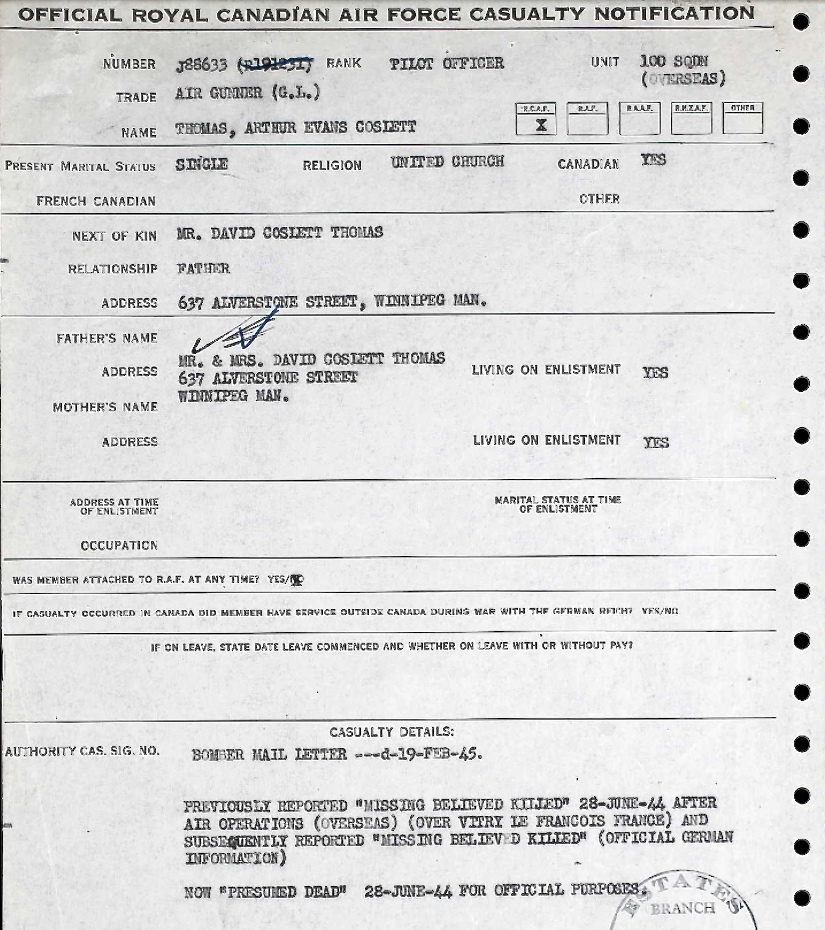 OFFICIAL ROYAL CANADIAN AIR FORCE CASUALTY NOTIFICATION
NUMBER J88633 (R191231) RANK PILOT OFFICER UNIT 100 SQDN
(OVERSEAS)
TRADE AIR GUNNER (G.L.)
R.C.A.F. R.A.F. R.A.A.F. R.N.Z.A.F. OTHER
NAME THOMAS, ARTHUR EVANS COSLETT X
PRESENT MARITAL STATUS SINGLE RELIGION UNITED CHURCH CANADIAN YES
FRENCH CANADIAN OTHER
NEXT OF KIN MR. DAVID COSLETT THOMAS
RELATIONSHIP FATHER
ADDRESS 637 ALVERSTONE STREET, WINNIPEG MAN.
FATHER'S NAME
MR. & MRS. DAVID COSLETT THOMAS
ADDRESS 637 ALVERSTONE STREET LIVING ON ENLISTMENT YES
WINNIPEG MAN.
MOTHER'S NAME
ADDRESS LIVING ON ENLISTMENT YES
ADDRESS AT TIME OF ENLISTMENT MARITAL STATUS AT TIME OF ENLISTMENT
OCCUPATION
WAS MEMBER ATTACHED TO R.A.F. AT ANY TIME? YES/NO
IF CASUALTY OCCURRED IN CANADA DID MEMBER HAVE SERVICE OUTSIDE CANADA DURING WAR WITH THE GERMAN REICH? YES/NO
IF ON LEAVE, STATE DATE LEAVE COMMENCED AND WHETHER ON LEAVE WITH OR WITHOUT PAY?
CASUALTY DETAILS:
AUTHORITY CAS. SIG. NO. BOMBER MAIL LETTER ---d-19-FEB-45.
PREVIOUSLY REPORTED "MISSING BELIEVED KILLED" 28-JUNE-44 AFTER
AIR OPERATIONS (OVERSEAS) (OVER VITRY LE FRANCOIS FRANCE) AND
SUBSEQUENTLY REPORTED "MISSING BELIEVED KILLED" (OFFICIAL GERMAN
INFORMATION)
NOW "PRESUMED DEAD" 28-JUNE-44 FOR OFFICIAL PURPOSES.
ESTATES
BRANCH